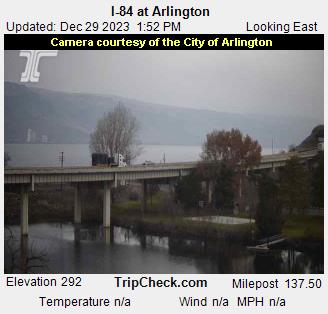 I-84 at Arlington
Updated: Dec 29 2023 1:52 PM Looking East
Camera courtesy of the City of Arlington
Elevation 292 TripCheck.com Milepost 137.50
Temperature n/a Wind n/a MPH n/a